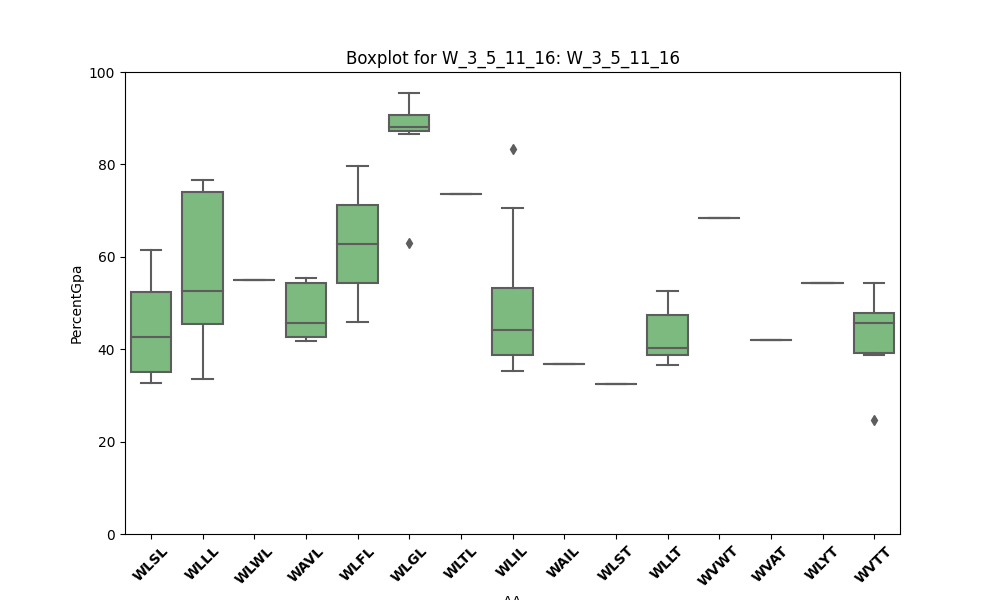 Boxplot for W_3_5_11_16: W_3_5_11_16
PercentGpa
100
80
60
40
20
0
WLSL
WLLL
WLWL
WAVL
WLFL
WLGL
WLTL
WLIL
WAIL
WLST
WLLT
WVWT
WVAT
WLYT
WVTT
AA